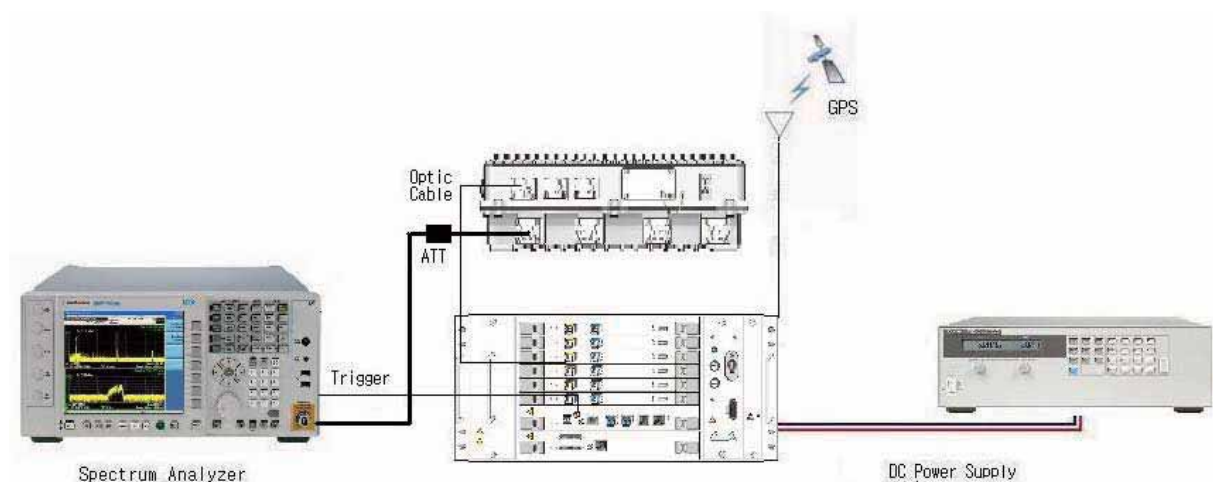 GPS
Optic
Cable
ATT
Trigger
Spectrum Analyzer
DC Power Supply